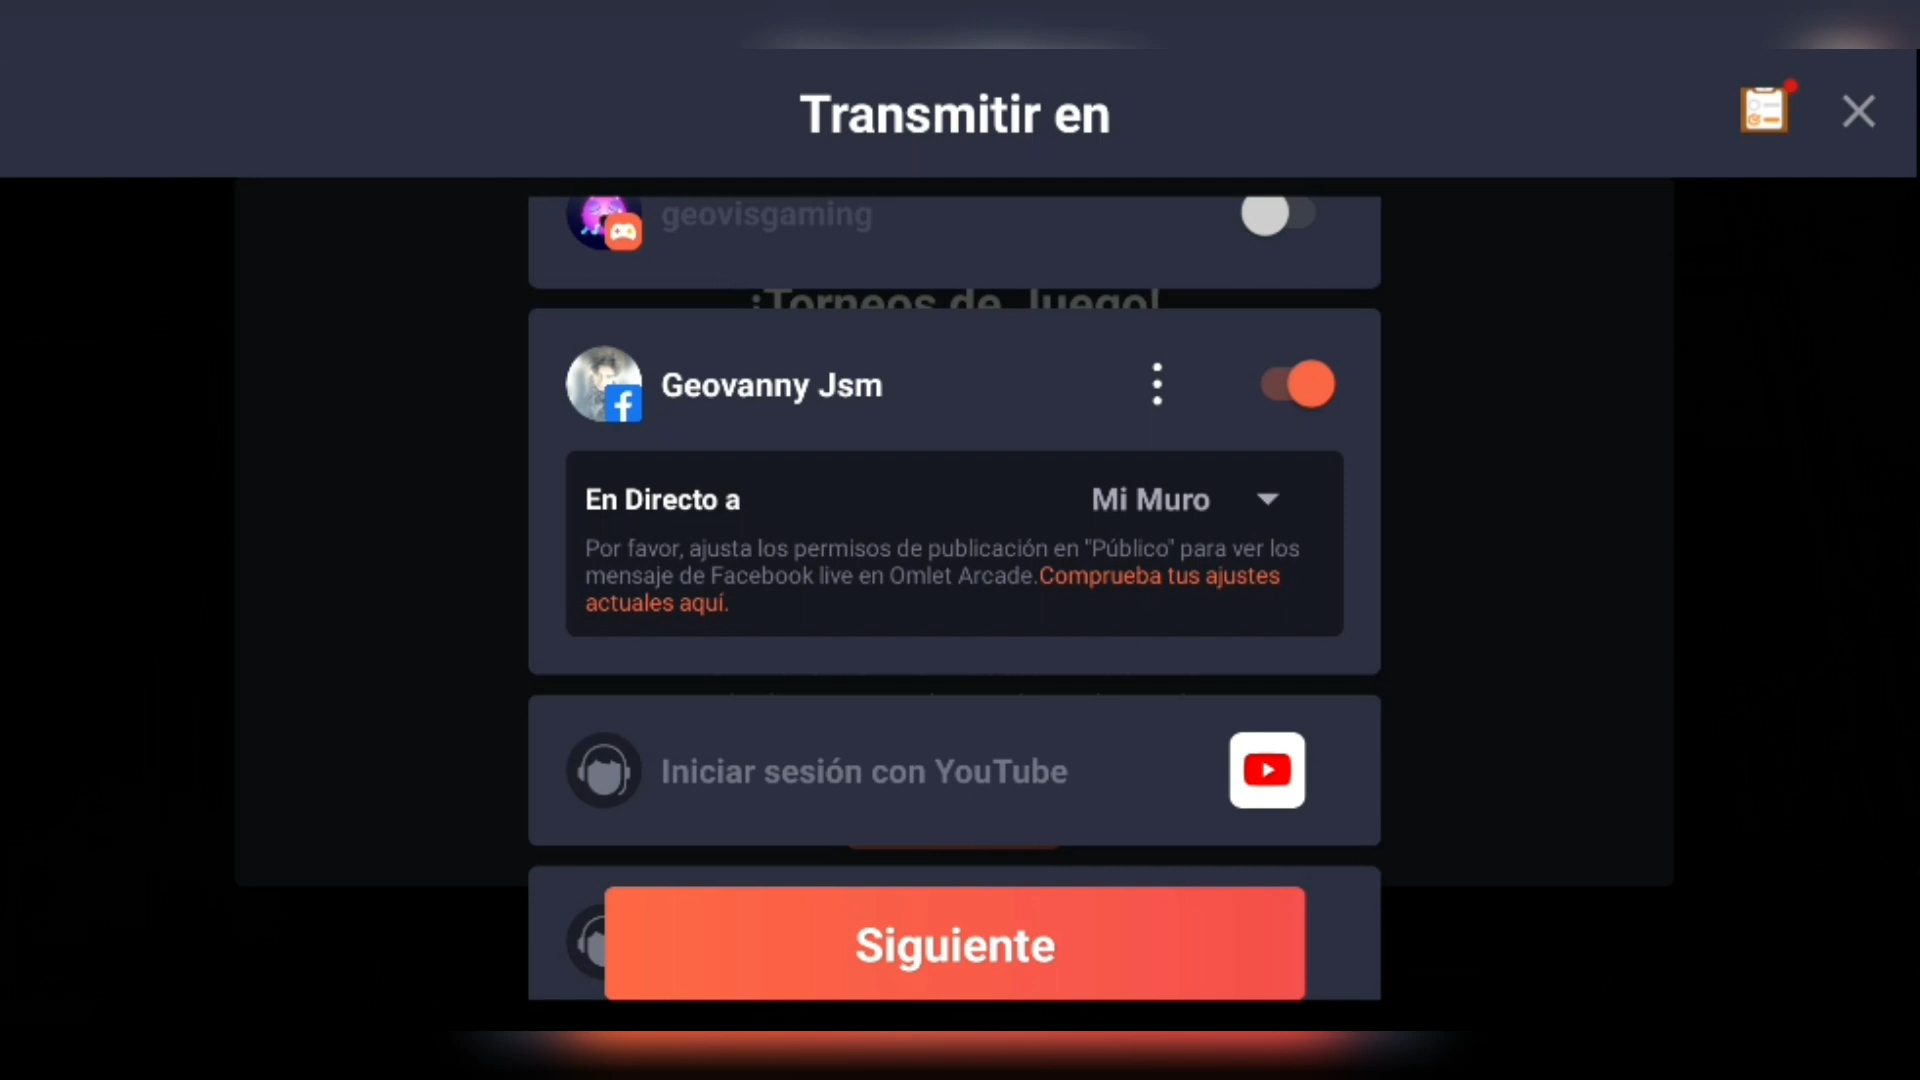 Transmitir en
geovisgaming
¡Torneos de Juego!
Geovanny Jsm
En Directo a
Mi Muro
Por favor, ajusta los permisos de publicación en "Público" para ver los
mensaje de Facebook live en Omlet Arcade.Comprueba tus ajustes
actuales aquí.
Iniciar sesión con YouTube
Siguiente